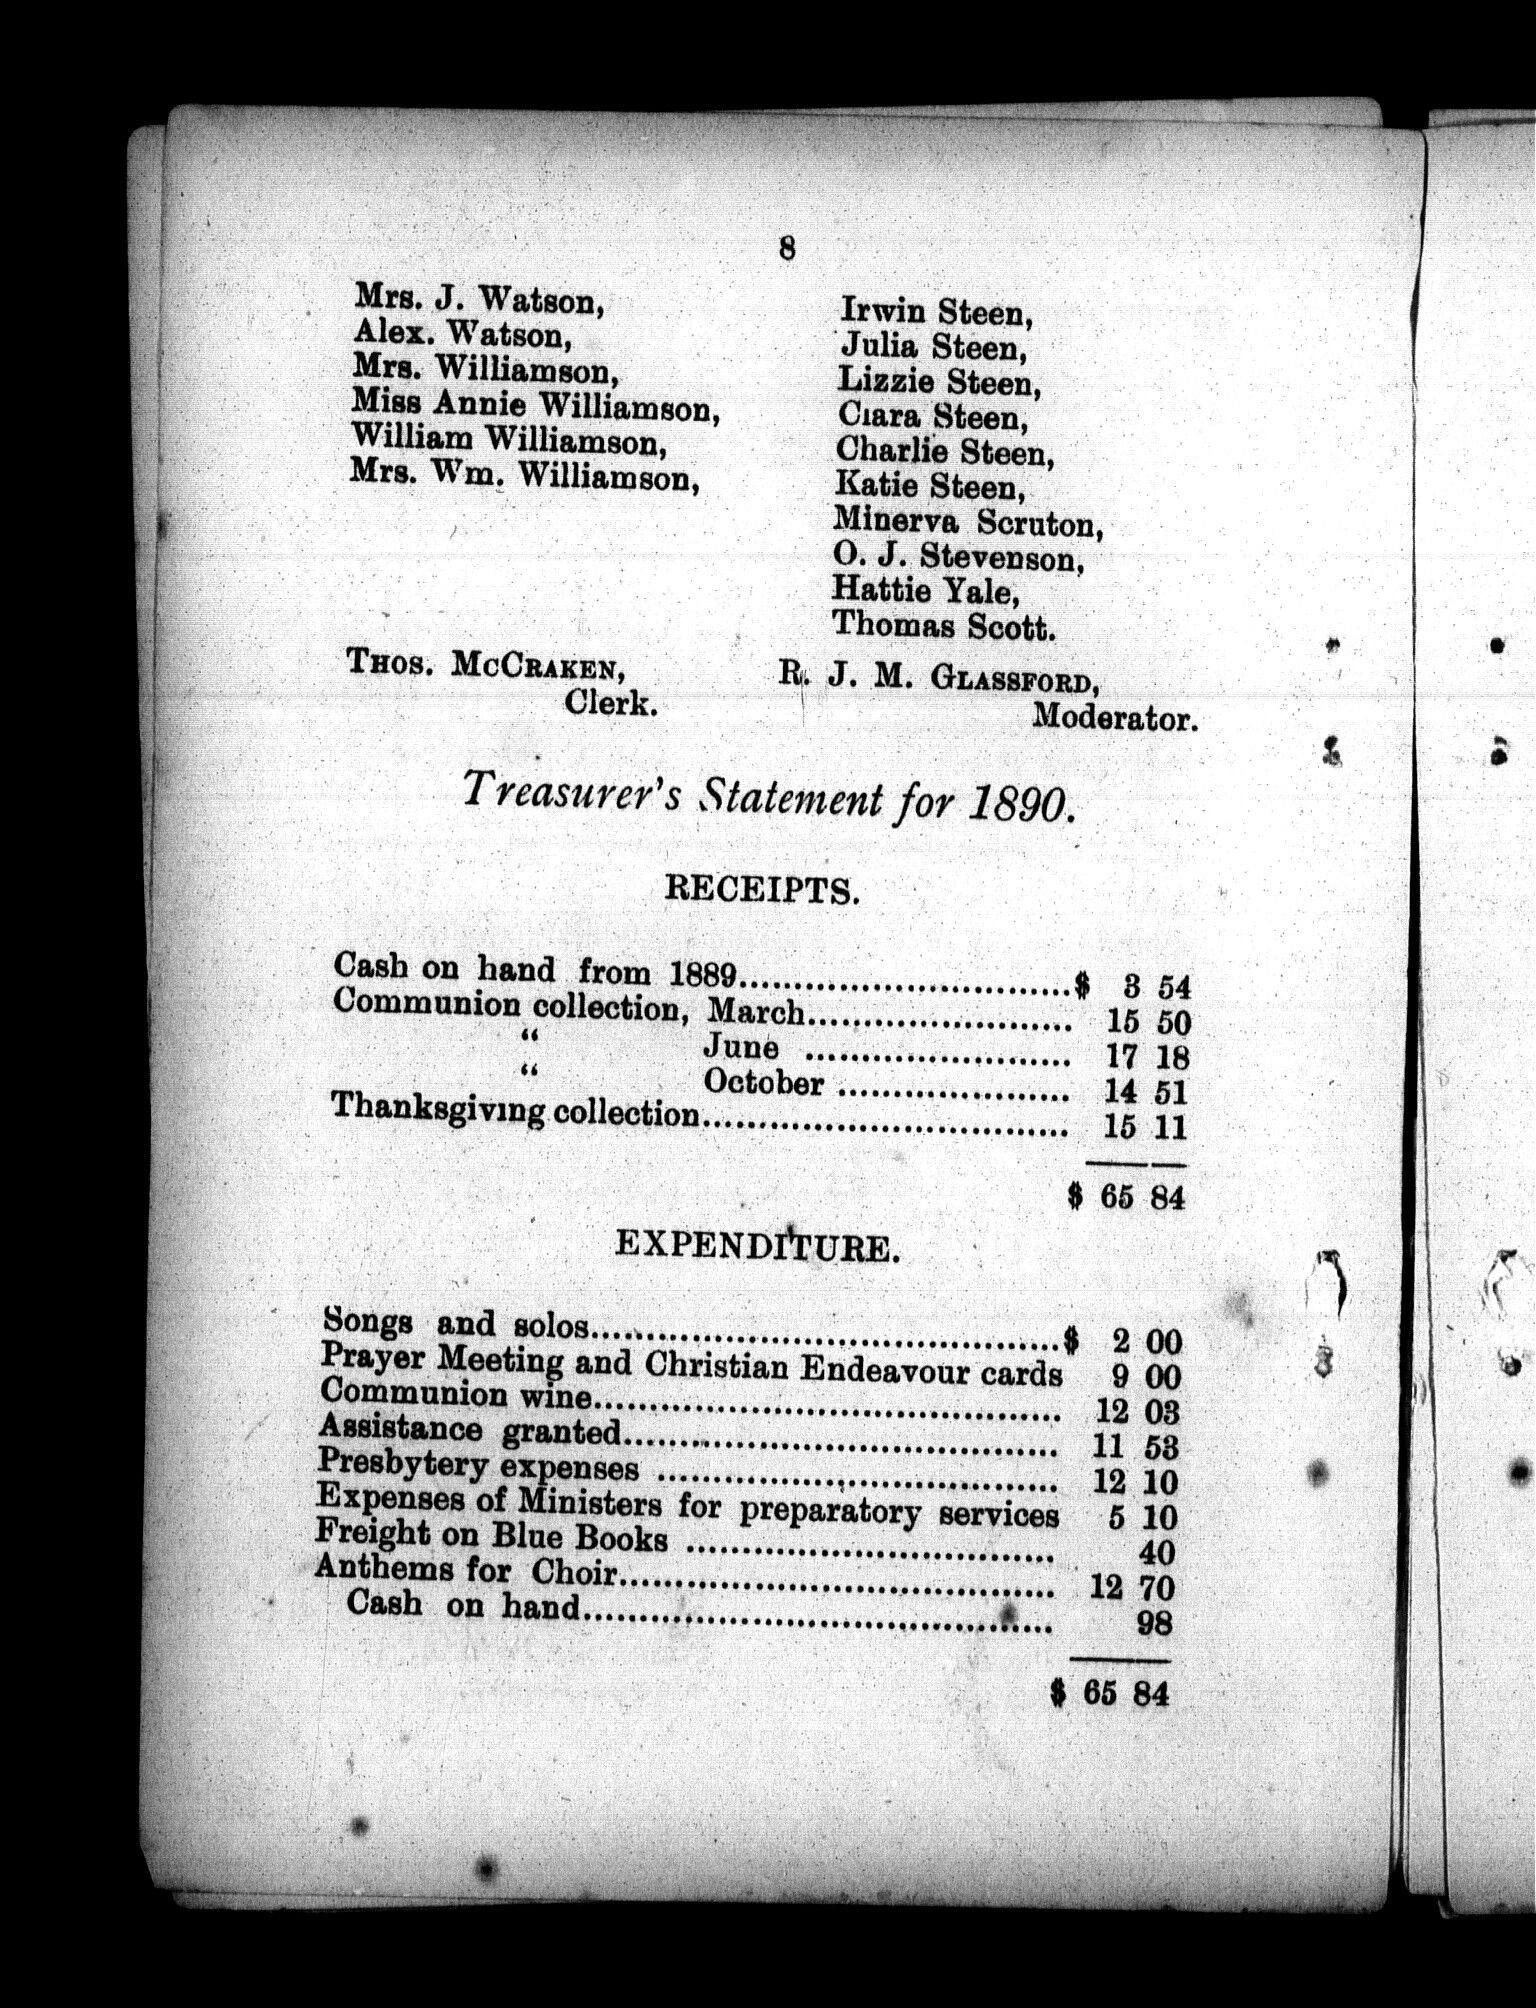 8
Mrs. J. Watson,
Alex. Watson,
Mrs. Williamson,
Miss Annie Williamson,
William Williamson,
Mrs. Wm. Williamson,
Irwin Steen,
Julia Steen,
Lizzie Steen,
Clara Steen,
Charlie Steen,
Katie Steen,
Minerva Scruton,
O. J. Stevenson,
Hattie Yale,
Thomas Scott.
THOS. MCCRAKEN,
Clerk.
R. J. M. GLASSFORD,
Moderator.
Treasurer's Statement for 1890.
RECEIPTS.
Cash on hand from 1889..............................$ 3 54
Communion collection, March........................ 15 50
“ June ........................ 17 18
“ October ..................... 14 51
Thanksgiving collection................................. 15 11
$ 65 84
EXPENDITURE.
Songs and solos..........................................$ 2 00
Prayer Meeting and Christian Endeavour cards 9 00
Communion wine.......................................... 12 03
Assistance granted....................................... 11 53
Presbytery expenses .................................... 12 10
Expenses of Ministers for preparatory services 5 10
Freight on Blue Books ................................. 40
Anthems for Choir....................................... 12 70
Cash on hand.......................................... 98
$ 65 84